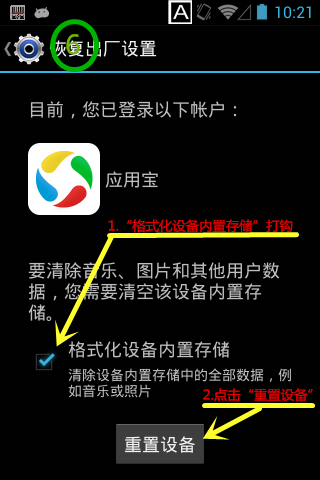 A
10:21
恢复出厂设置
6
目前，您已登录以下帐户：
应用宝
1.“格式化设备内置存储”打钩
要清除音乐、图片和其他用户数
据，您需要清空该设备内置存
储。
格式化设备内置存储
清除设备内置存储中的全部数据，例
如音乐或照片
2.点击“重置设备”
重置设备